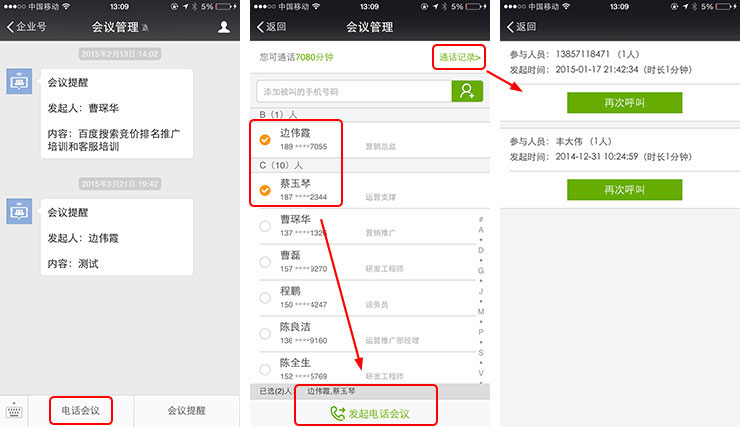 中国移动
13:09
5%
企业号
会议管理
2015年2月13日 14:02
会议提醒
发起人：曹琛华
内容：百度搜索竞价排名推广
培训和客服培训
2015年3月21日 19:42
会议提醒
发起人：边伟霞
内容：测试
电话会议
会议提醒
中国移动
13:09
5%
返回
会议管理
您可通话7080分钟
通话记录>
添加被叫的手机号码
B（1）人
边伟霞
189 ****7055
营销总监
C（10）人
蔡玉琴
187 ****2344
运营支撑
曹琛华
137 ****1326
营销推广
曹磊
157 ****9270
研发工程师
程鹏
150 ****4247
话务员
陈良洁
136 ****9160
运营推广部经理
陈全生
152 ****5769
研发工程师
#
A
D
G
J
M
P
S
V
已选(2)人:
边伟霞,蔡玉琴
发起电话会议
中国移动
13:09
5%
返回
参与人员： 13857118471 （1人）
发起时间： 2015-01-17 21:42:34（时长1分钟）
再次呼叫
参与人员： 丰大伟 （1人）
发起时间： 2014-12-31 10:24:59（时长1分钟）
再次呼叫